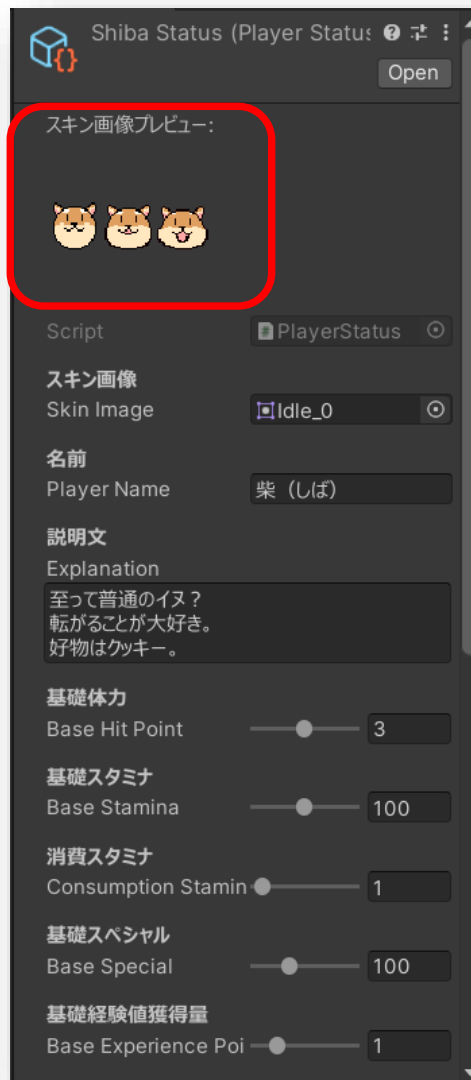 Shiba Status (Player Status
Open
スキン画像プレビュー:
Script
PlayerStatus
スキン画像
Skin Image
Idle_0
名前
Player Name
柴（しば）
説明文
Explanation
至って普通のイヌ？
転がることが大好き。
好物はクッキー。
基礎体力
Base Hit Point
3
基礎スタミナ
Base Stamina
100
消費スタミナ
Consumption Stamin
1
基礎スペシャル
Base Special
100
基礎経験値獲得量
Base Experience Poi
1